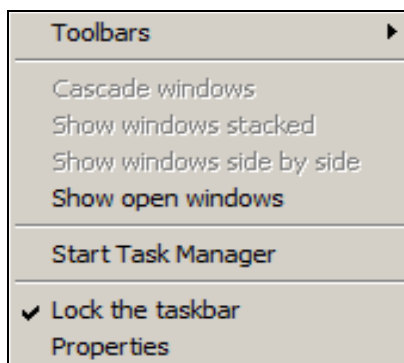 Toolbars
Cascade windows
Show windows stacked
Show windows side by side
Show open windows
Start Task Manager
Lock the taskbar
Properties